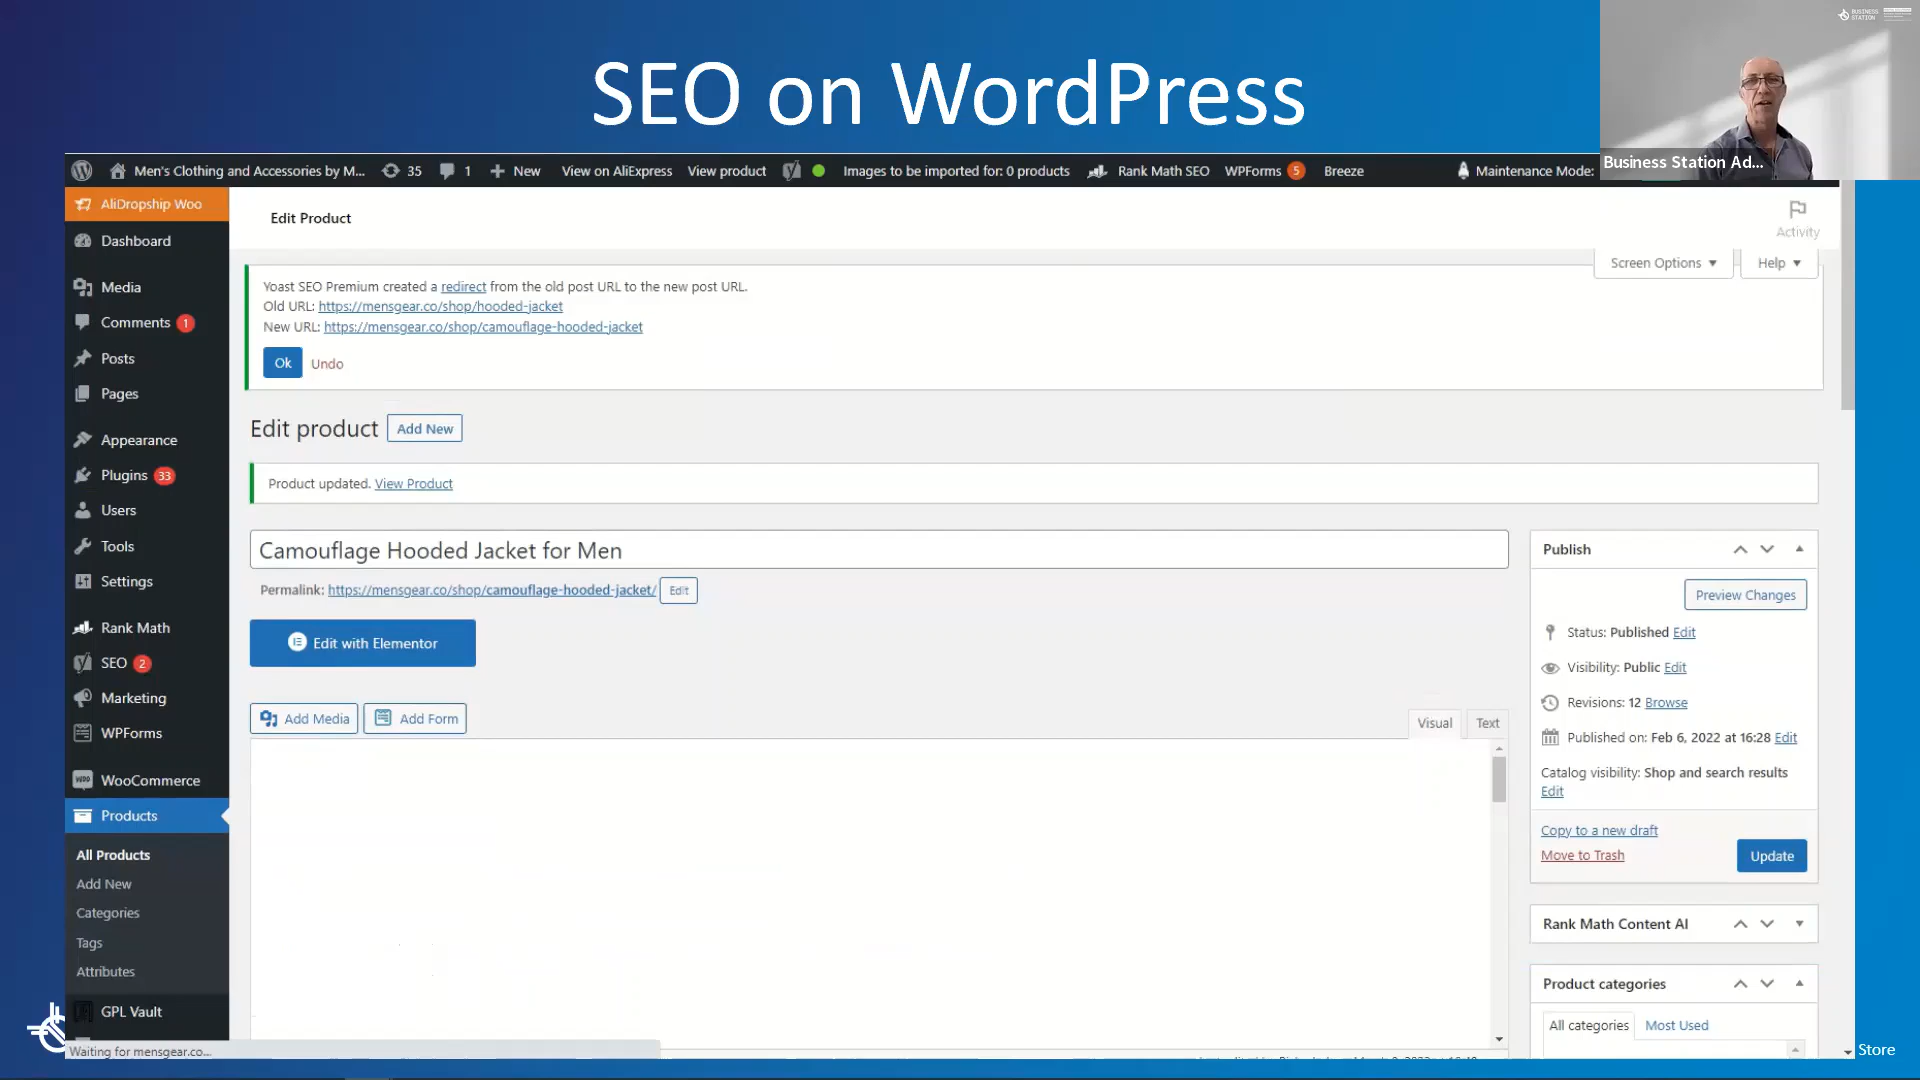 SEO on WordPress
BUSINESS
STATION
Business Station Ad...
Men's Clothing and Accessories by M... 35 1 New View on AliExpress View product Images to be imported for: 0 products Rank Math SEO WPForms 5 Breeze Maintenance Mode:
AliDropship Woo
Dashboard
Media
Comments 1
Posts
Pages
Appearance
Plugins 33
Users
Tools
Settings
Rank Math
SEO 2
Marketing
WPForms
WooCommerce
Products
All Products
Add New
Categories
Tags
Attributes
GPL Vault
Waiting for mensgear.co...
Edit Product
Activity
Screen Options
Help
Yoast SEO Premium created a redirect from the old post URL to the new post URL.
Old URL: https://mensgear.co/shop/hooded-jacket
New URL: https://mensgear.co/shop/camouflage-hooded-jacket
Ok Undo
Edit product Add New
Product updated. View Product
Camouflage Hooded Jacket for Men
Permalink: https://mensgear.co/shop/camouflage-hooded-jacket/ Edit
Edit with Elementor
Add Media Add Form
Visual Text
Publish
Preview Changes
Status: Published Edit
Visibility: Public Edit
Revisions: 12 Browse
Published on: Feb 6, 2022 at 16:28 Edit
Catalog visibility: Shop and search results
Edit
Copy to a new draft
Move to Trash
Update
Rank Math Content AI
Product categories
All categories Most Used
Store